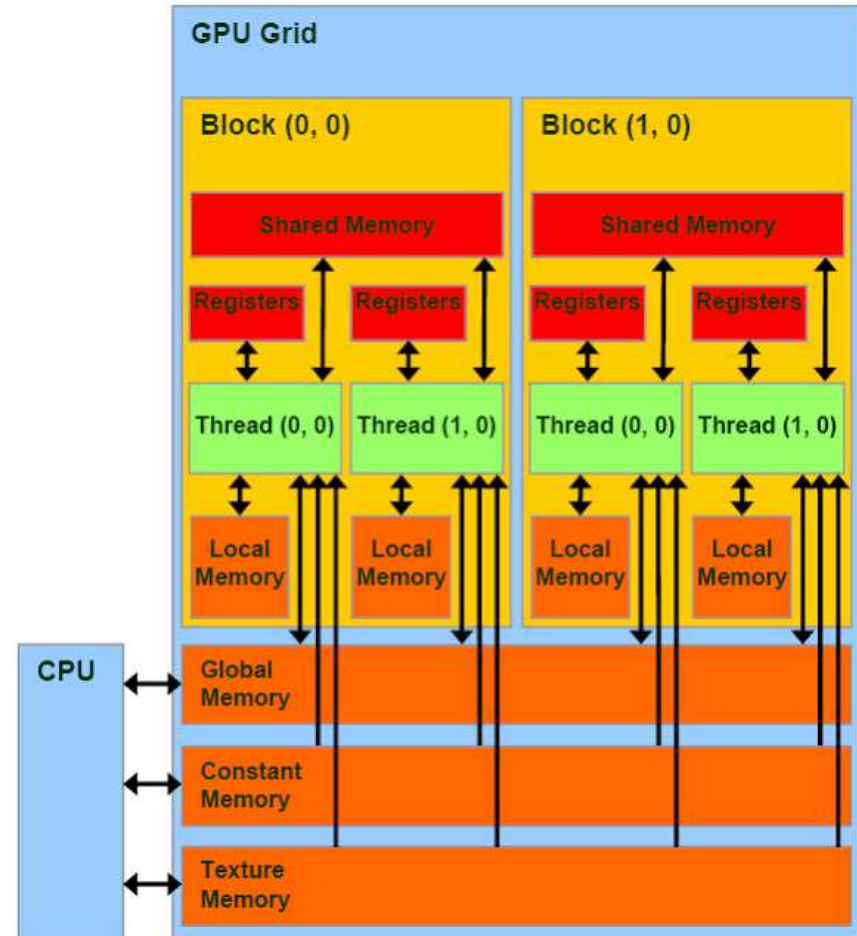 GPU Grid
Block (0, 0)
Block (1, 0)
Shared Memory
Shared Memory
Registers
Registers
Registers
Registers
Thread (0, 0)
Thread (1, 0)
Thread (0, 0)
Thread (1, 0)
Local
Memory
Local
Memory
Local
Memory
Local
Memory
CPU
Global
Memory
Constant
Memory
Texture
Memory